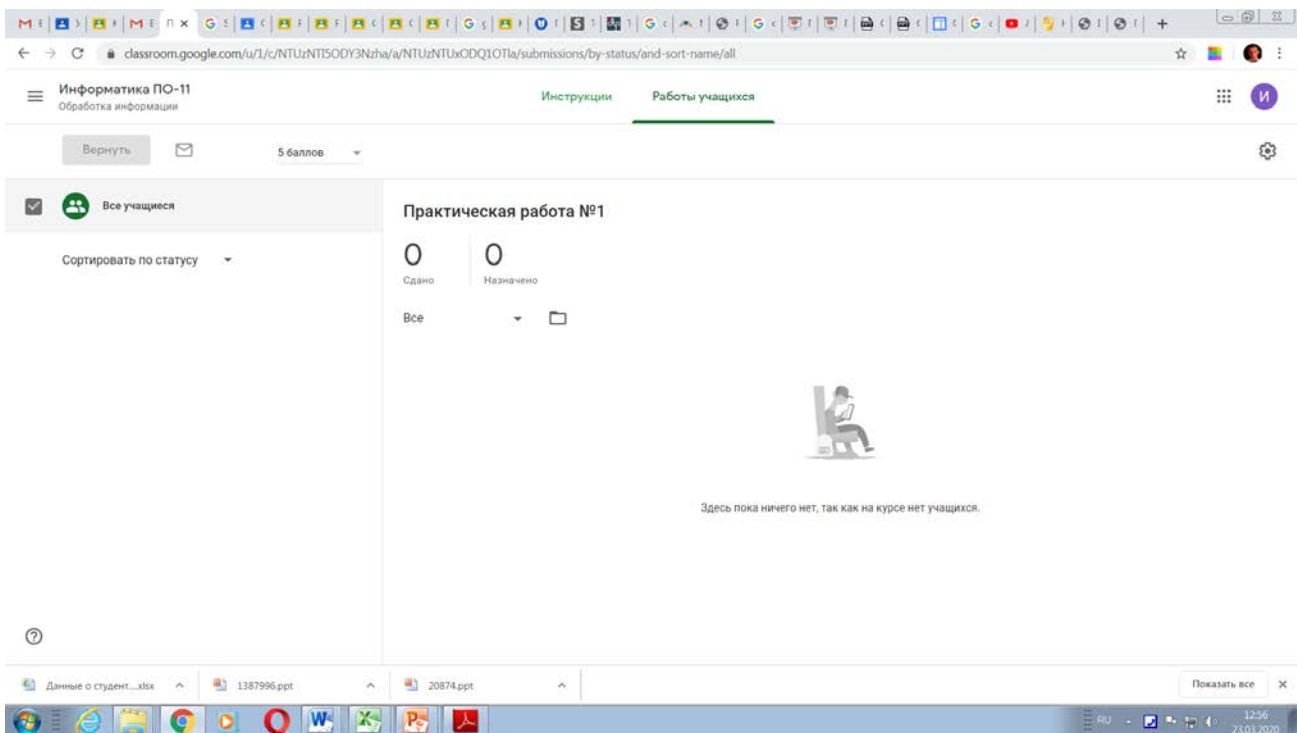 classroom.google.com/u/1/c/NTUzNTI5ODY3Nzha/a/NTUzNTUxODQ1OTIa/submissions/by-status/and-sort-name/all
Информатика ПО-11
Обработка информации
Инструкции
Работы учащихся
И
Вернуть
5 баллов
Все учащиеся
Практическая работа №1
Сортировать по статусу
0
0
Сдано
Назначено
Все
Здесь пока ничего нет, так как на курсе нет учащихся.
Данные о студент....xlsx
1387996.ppt
20874.ppt
Показать все
RU
12:56
23.03.2020